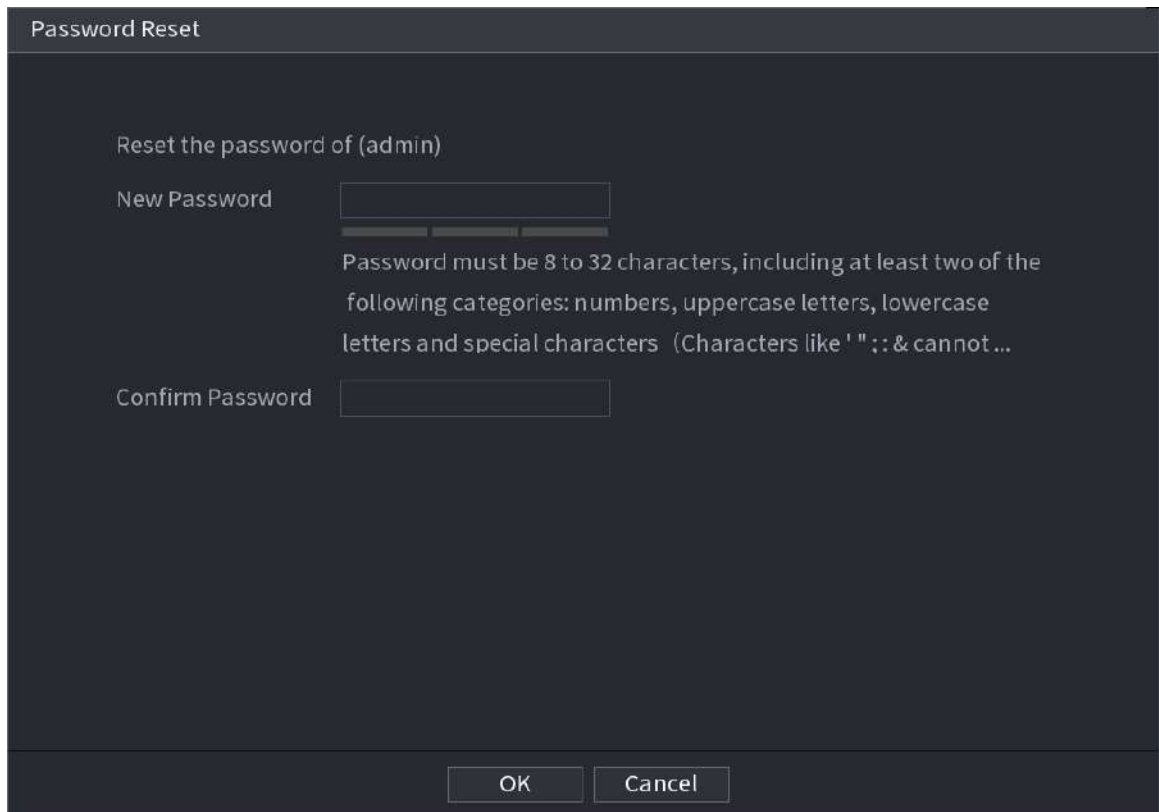 Password Reset
Reset the password of (admin)
New Password
Password must be 8 to 32 characters, including at least two of the
following categories: numbers, uppercase letters, lowercase
letters and special characters (Characters like ' " ; : & cannot ...
Confirm Password
OK Cancel